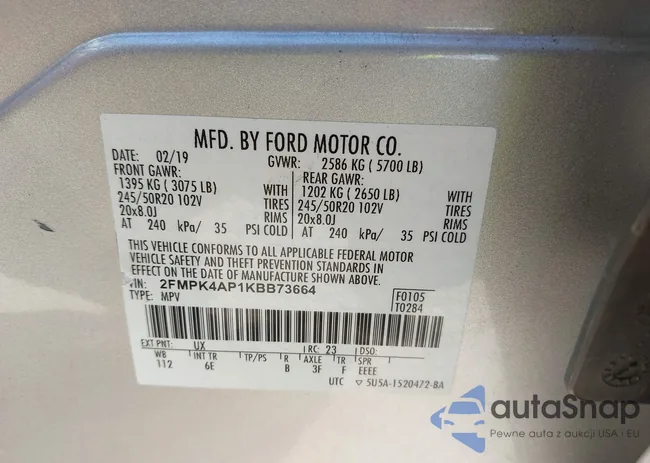 MFD. BY FORD MOTOR CO.
DATE: 02/19 GVWR: 2586 KG ( 5700 LB)
FRONT GAWR: REAR GAWR:
1395 KG ( 3075 LB) WITH 1202 KG ( 2650 LB) WITH
245/50R20 102V TIRES 245/50R20 102V TIRES
20x8.0J RIMS 20x8.0J RIMS
AT 240 kPa/ 35 PSI COLD AT 240 kPa/ 35 PSI COLD
THIS VEHICLE CONFORMS TO ALL APPLICABLE FEDERAL MOTOR
VEHICLE SAFETY AND THEFT PREVENTION STANDARDS IN
EFFECT ON THE DATE OF MANUFACTURE SHOWN ABOVE.
VIN: 2FMPK4AP1KBB73664 F0105
TYPE: MPV T0284
EXT PNT: UX RC: 23 DSO:
WB INT TR TP/PS R AXLE TR SPR
112 6E B 3F F EEEE
UTC ▽ 5U5A-1520472-BA
autaSnap
Pewne auta z aukcji USA i EU